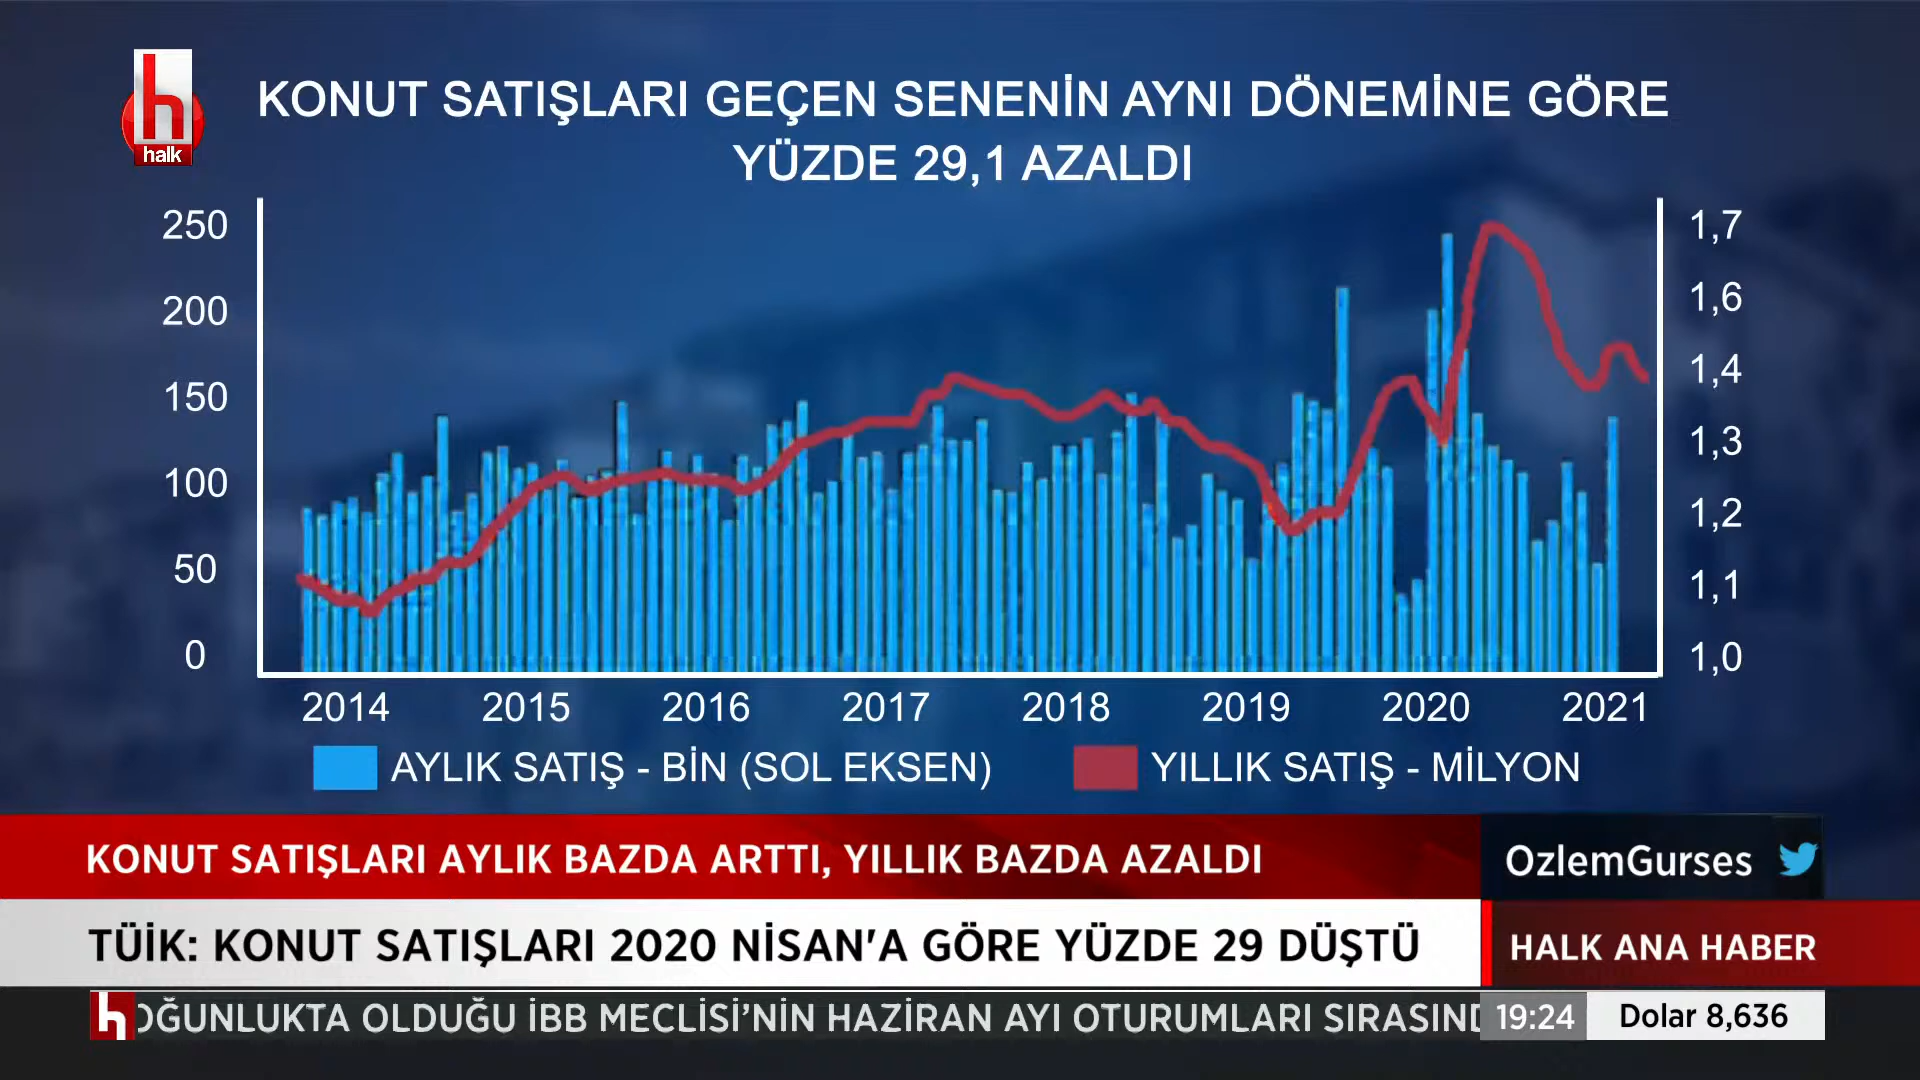 h
halk
KONUT SATIŞLARI GEÇEN SENENİN AYNI DÖNEMİNE GÖRE
YÜZDE 29,1 AZALDI
250
200
150
100
50
0
1,7
1,6
1,4
1,3
1,2
1,1
1,0
2014 2015 2016 2017 2018 2019 2020 2021
AYLIK SATIŞ - BİN (SOL EKSEN) YILLIK SATIŞ - MİLYON
KONUT SATIŞLARI AYLIK BAZDA ARTTI, YILLIK BAZDA AZALDI
OzlemGurses
TÜİK: KONUT SATIŞLARI 2020 NİSAN'A GÖRE YÜZDE 29 DÜŞTÜ
HALK ANA HABER
h OĞUNLUKTA OLDUĞU İBB MECLİSİ’NİN HAZİRAN AYI OTURUMLARI SIRASIN
19:24 Dolar 8,636